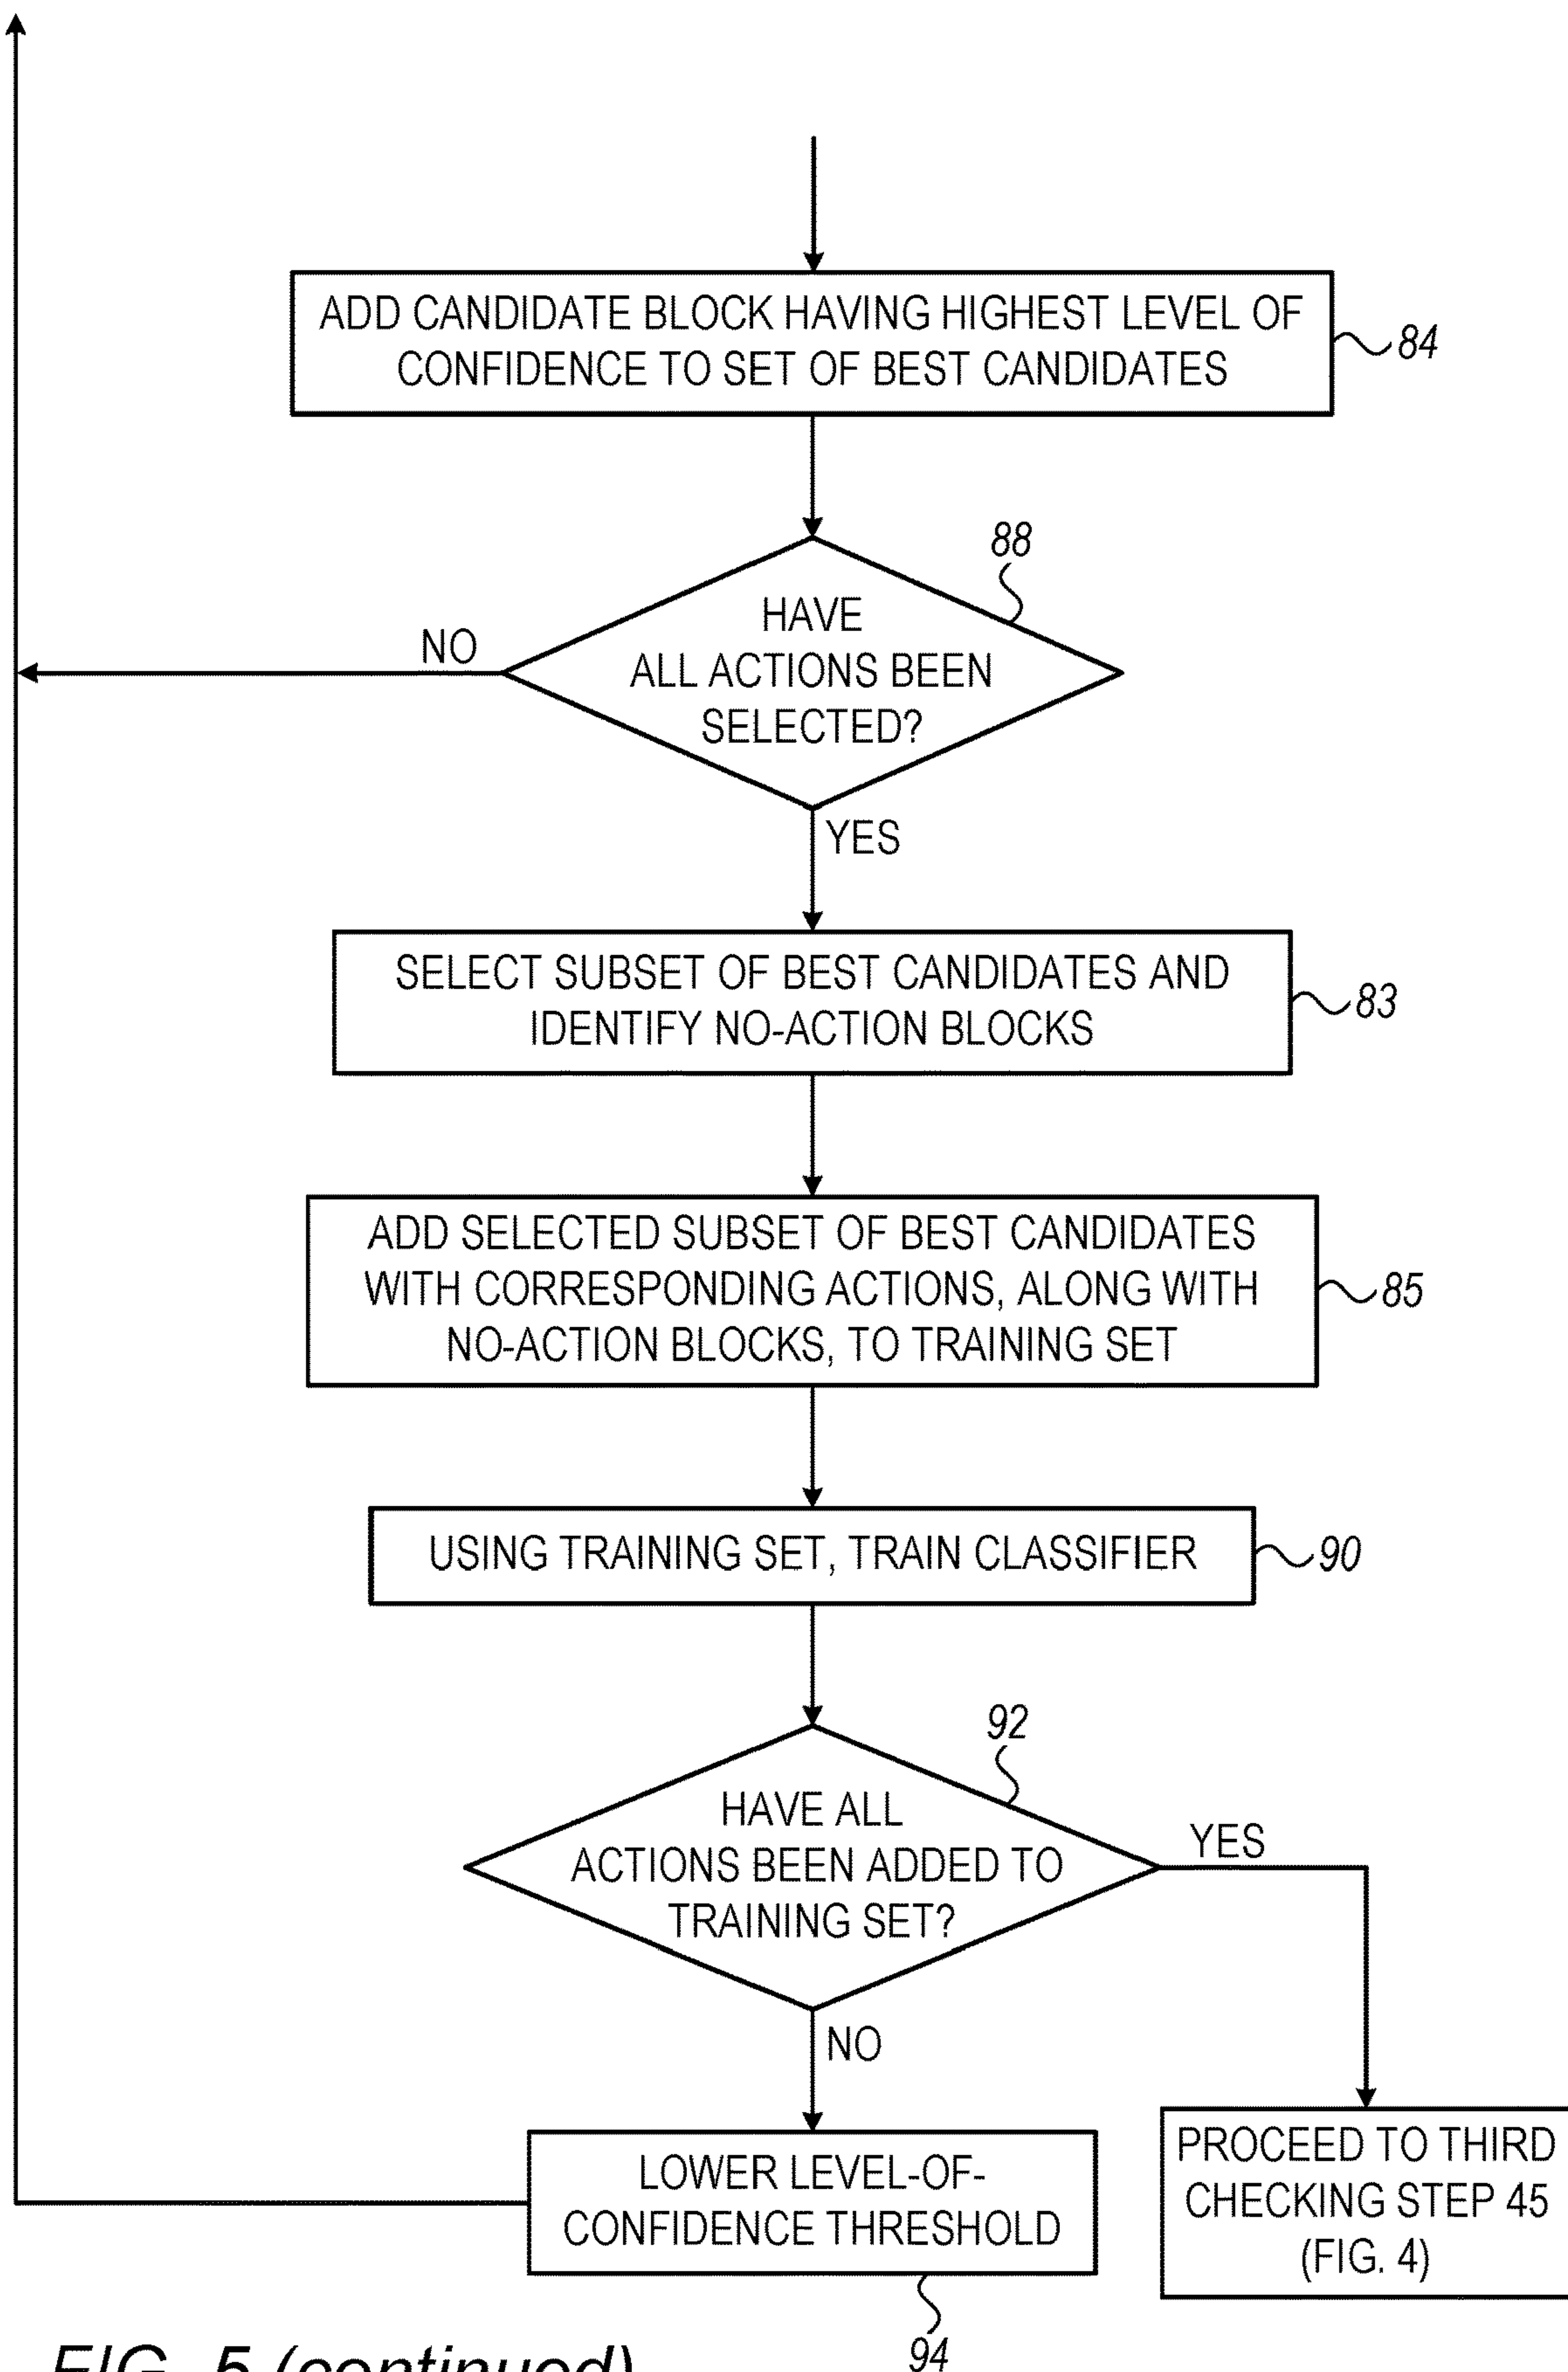 ADD CANDIDATE BLOCK HAVING HIGHEST LEVEL OF
CONFIDENCE TO SET OF BEST CANDIDATES
84
88
HAVE
ALL ACTIONS BEEN
SELECTED?
NO
YES
SELECT SUBSET OF BEST CANDIDATES AND
IDENTIFY NO-ACTION BLOCKS
83
ADD SELECTED SUBSET OF BEST CANDIDATES
WITH CORRESPONDING ACTIONS, ALONG WITH
NO-ACTION BLOCKS, TO TRAINING SET
85
USING TRAINING SET, TRAIN CLASSIFIER
90
92
HAVE ALL
ACTIONS BEEN ADDED TO
TRAINING SET?
YES
NO
LOWER LEVEL-OF-
CONFIDENCE THRESHOLD
94
PROCEED TO THIRD
CHECKING STEP 45
(FIG. 4)
FIG. 5 (continued)